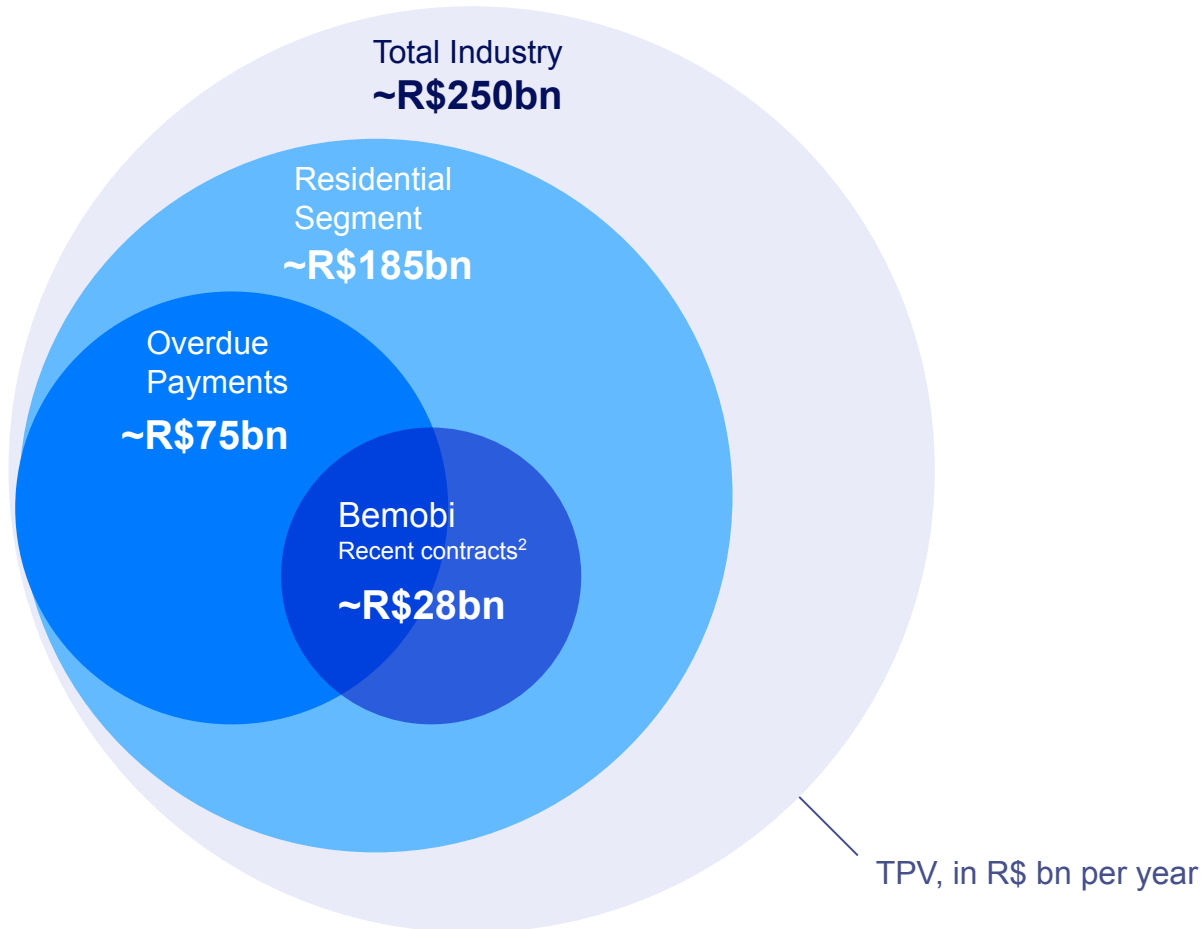 Total Industry
~R$250bn
Residential
Segment
~R$185bn
Overdue
Payments
~R$75bn
Bemobi
Recent contracts²
~R$28bn
TPV, in R$ bn per year